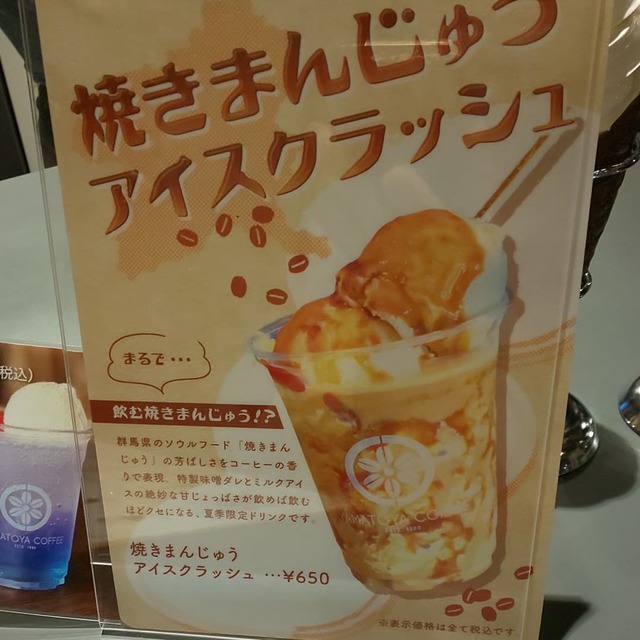 焼きまんじゅう
アイスクラッシュ
まるで・・・
飲む焼きまんじゅう!?
群馬県のソウルフード「焼きまん
じゅう」の芳ばしさをコーヒーの香
りで表現。特製味噌ダレとミルクアイ
スの絶妙な甘じょっぱさが飲めば飲む
ほどクセになる、夏季限定ドリンクです。
焼きまんじゅう
アイスクラッシュ …¥650
※表示価格は全て税込です
YAMATOYA COFFEE
税込)
ATOYA COFFEE